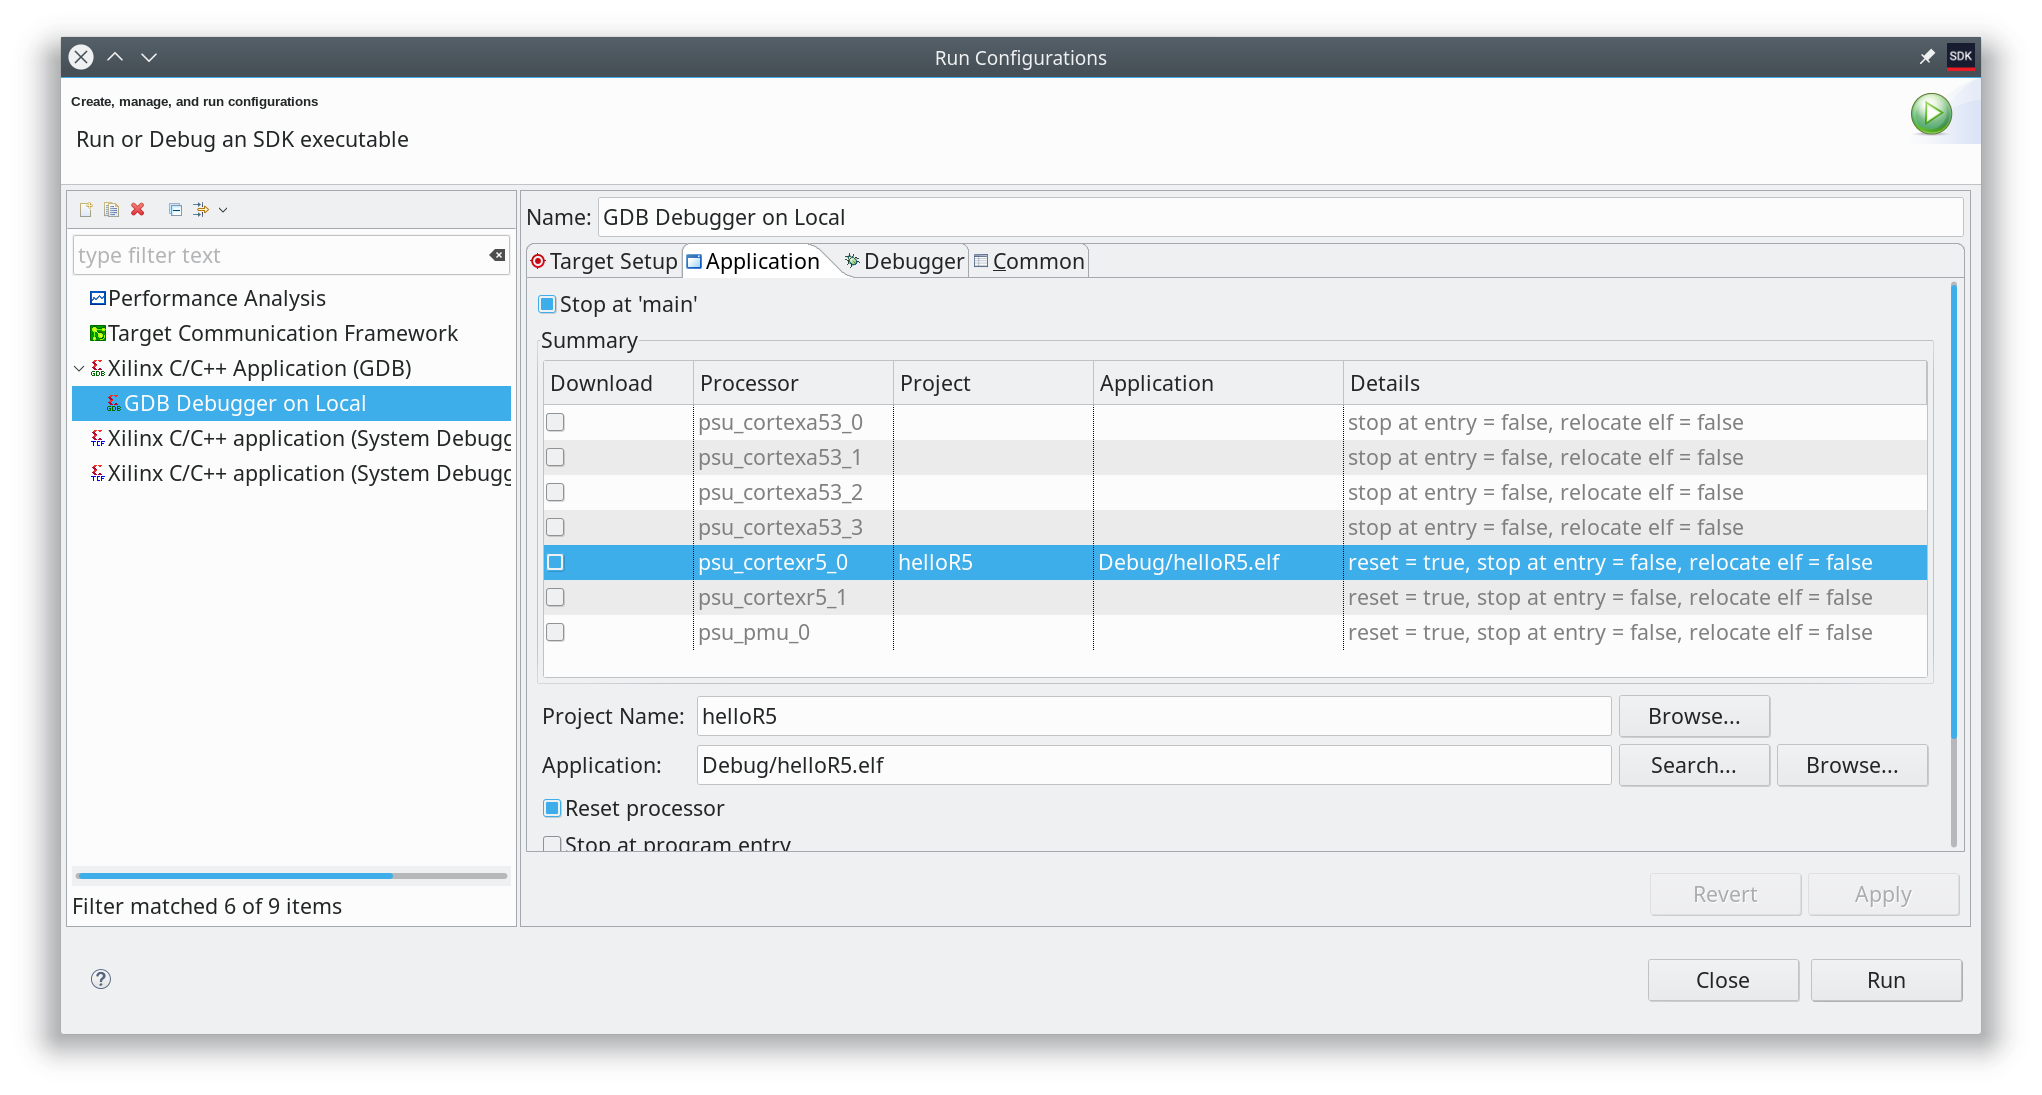 Run Configurations
SDK
Create, manage, and run configurations
Run or Debug an SDK executable
type filter text
Performance Analysis
Target Communication Framework
Xilinx C/C++ Application (GDB)
GDB Debugger on Local
Xilinx C/C++ application (System Debugg
Xilinx C/C++ application (System Debugg
Filter matched 6 of 9 items
Name: GDB Debugger on Local
Target Setup Application Debugger Common
Stop at 'main'
Summary
Download Processor Project Application Details
psu_cortexa53_0 stop at entry = false, relocate elf = false
psu_cortexa53_1 stop at entry = false, relocate elf = false
psu_cortexa53_2 stop at entry = false, relocate elf = false
psu_cortexa53_3 stop at entry = false, relocate elf = false
psu_cortexr5_0 helloR5 Debug/helloR5.elf reset = true, stop at entry = false, relocate elf = false
psu_cortexr5_1 reset = true, stop at entry = false, relocate elf = false
psu_pmu_0 reset = true, stop at entry = false, relocate elf = false
Project Name: helloR5 Browse...
Application: Debug/helloR5.elf Search... Browse...
Reset processor
Stop at program entry
Revert Apply
Close Run